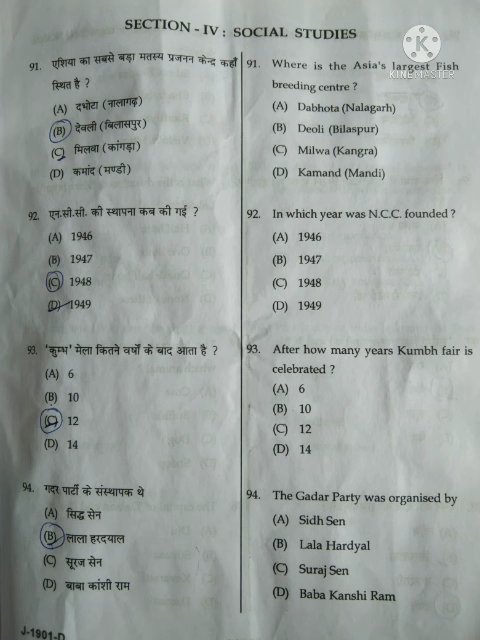 SECTION - IV : SOCIAL STUDIES
K
KINEMASTER
91. एशिया का सबसे बड़ा मतस्य प्रजनन केन्द्र कहाँ
स्थित है ?
(A) दभोटा (नालागढ़)
(B) देवली (बिलासपुर)
(C) मिलवा (कांगड़ा)
(D) कमांद (मण्डी)
92. एन.सी.सी. की स्थापना कब की गई ?
(A) 1946
(B) 1947
(C) 1948
(D) 1949
93. 'कुम्भ' मेला कितने वर्षों के बाद आता है ?
(A) 6
(B) 10
(C) 12
(D) 14
94. गदर पार्टी के संस्थापक थे
(A) सिद्ध सेन
(B) लाला हरदयाल
(C) सूरज सेन
(D) बाबा कांशी राम
J-1901-D
91. Where is the Asia's largest Fish
breeding centre?
(A) Dabhota (Nalagarh)
(B) Deoli (Bilaspur)
(C) Milwa (Kangra)
(D) Kamand (Mandi)
92. In which year was N.C.C. founded ?
(A) 1946
(B) 1947
(C) 1948
(D) 1949
93. After how many years Kumbh fair is
celebrated ?
(A) 6
(B) 10
(C) 12
(D) 14
94. The Gadar Party was organised by
(A) Sidh Sen
(B) Lala Hardyal
(C) Suraj Sen
(D) Baba Kanshi Ram